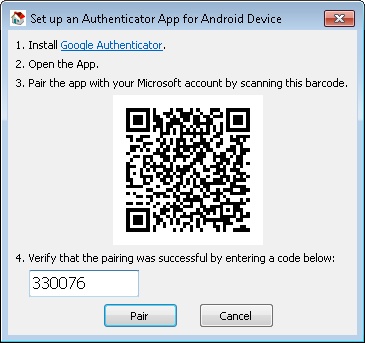 Set up an Authenticator App for Android Device
1. Install Google Authenticator.
2. Open the App.
3. Pair the app with your Microsoft account by scanning this barcode.
4. Verify that the pairing was successful by entering a code below:
330076
Pair Cancel